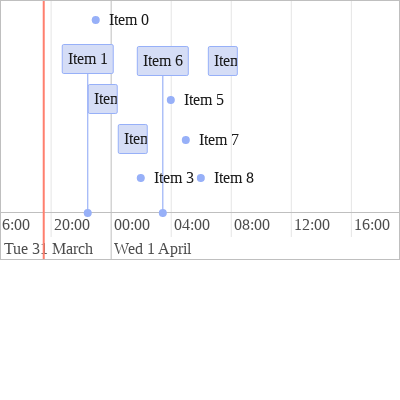 Item 0
Item 1
Item 6
Item
Item
Item 5
Item
Item 7
Item 3
Item 8
6:00 20:00 00:00 04:00 08:00 12:00 16:00
Tue 31 March Wed 1 April